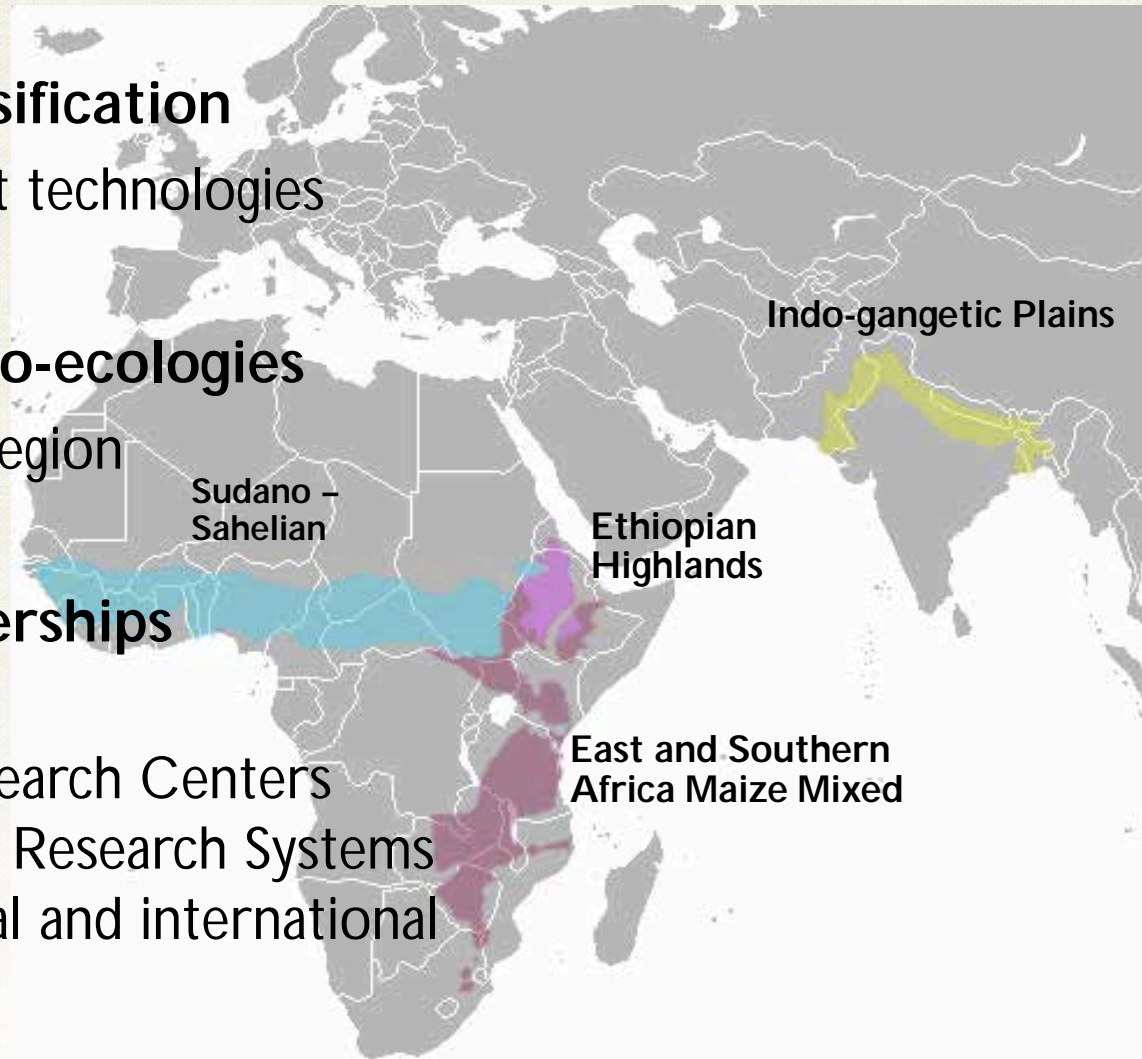 sification
t technologies
Indo-gangetic Plains
o-ecologies
egion
Sudano –
Sahelian
Ethiopian
Highlands
erships
East and Southern
Africa Maize Mixed
earch Centers
Research Systems
al and international